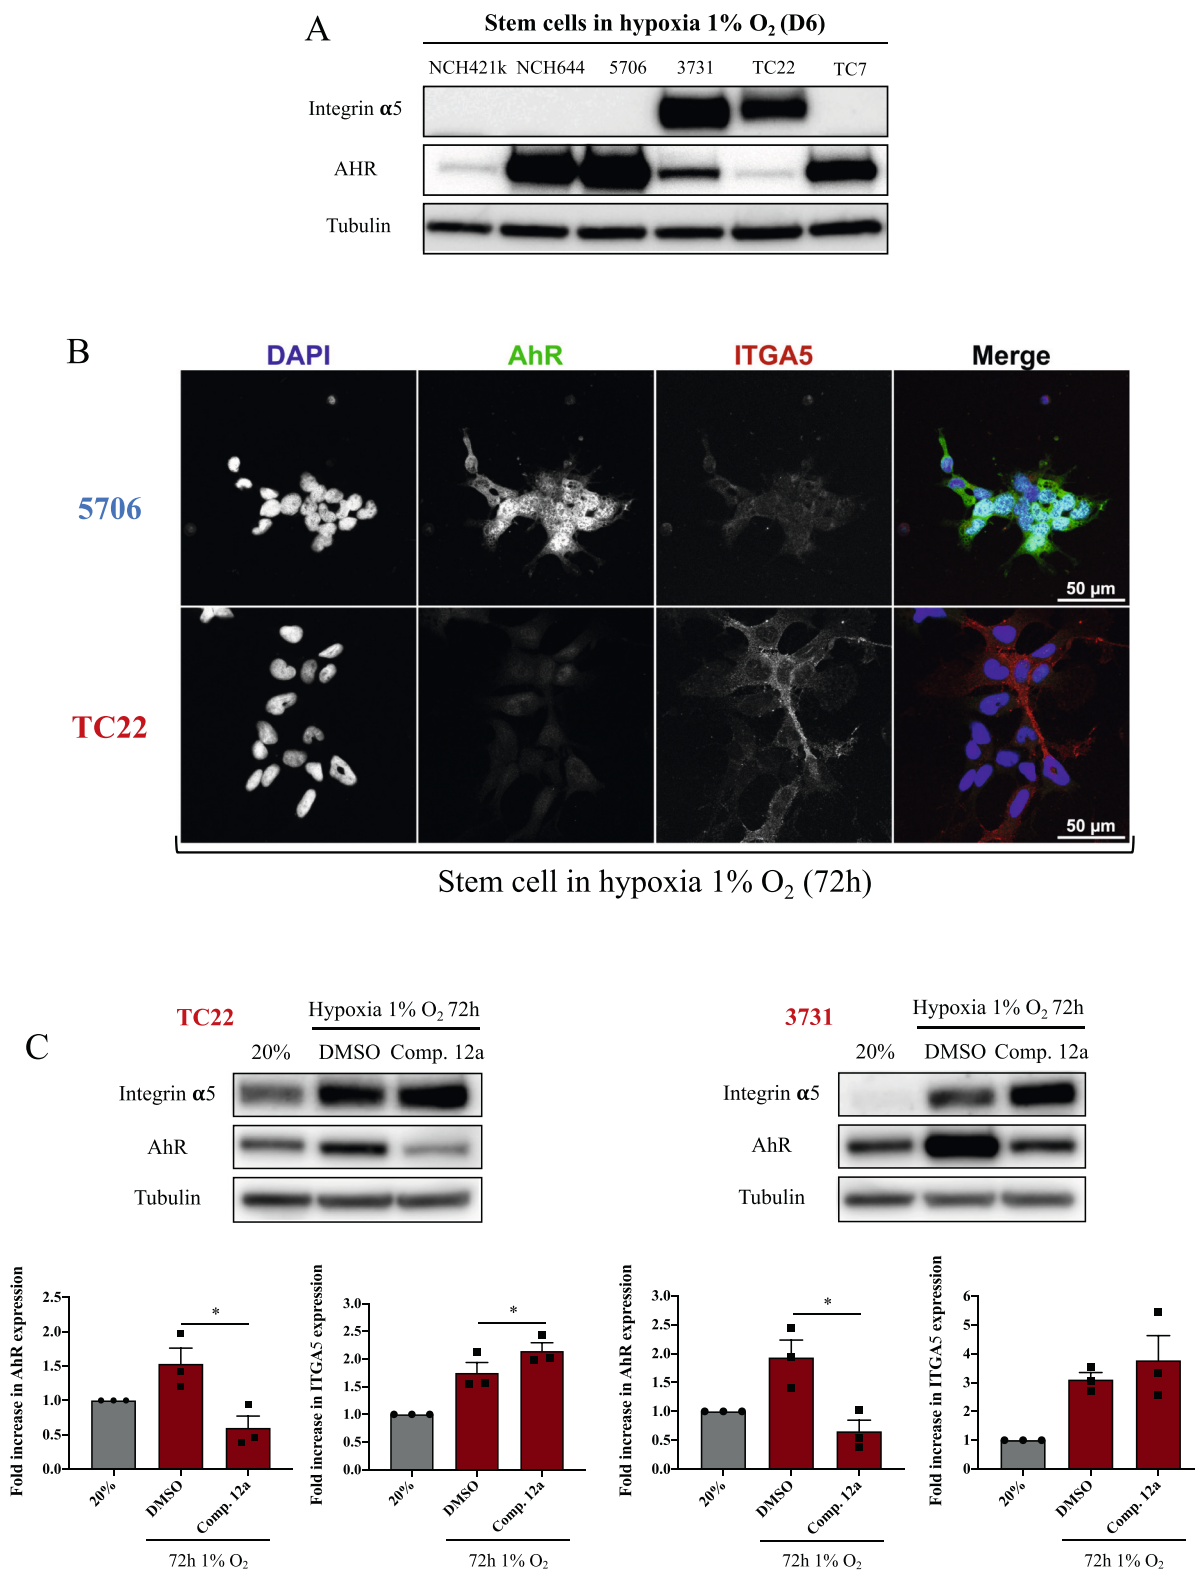 A
Stem cells in hypoxia 1% O₂ (D6)
NCH421k NCH644 5706 3731 TC22 TC7
Integrin α5
AHR
Tubulin
B
DAPI AhR ITGA5 Merge
5706
50 µm
TC22
50 µm
Stem cell in hypoxia 1% O₂ (72h)
C
TC22
Hypoxia 1% O₂ 72h
20% DMSO Comp. 12a
Integrin α5
AhR
Tubulin
3731
Hypoxia 1% O₂ 72h
20% DMSO Comp. 12a
Integrin α5
AhR
Tubulin
Fold increase in AhR expression
2.5
2.0
1.5
1.0
0.5
0.0
*
20%
DMSO
Comp. 12a
72h 1% O₂
Fold increase in ITGA5 expression
3.0
2.5
2.0
1.5
1.0
0.5
0.0
*
20%
DMSO
Comp. 12a
72h 1% O₂
Fold increase in AhR expression
3.0
2.5
2.0
1.5
1.0
0.5
0.0
*
20%
DMSO
Comp. 12a
72h 1% O₂
Fold increase in ITGA5 expression
6
5
4
3
2
1
0
20%
DMSO
Comp. 12a
72h 1% O₂